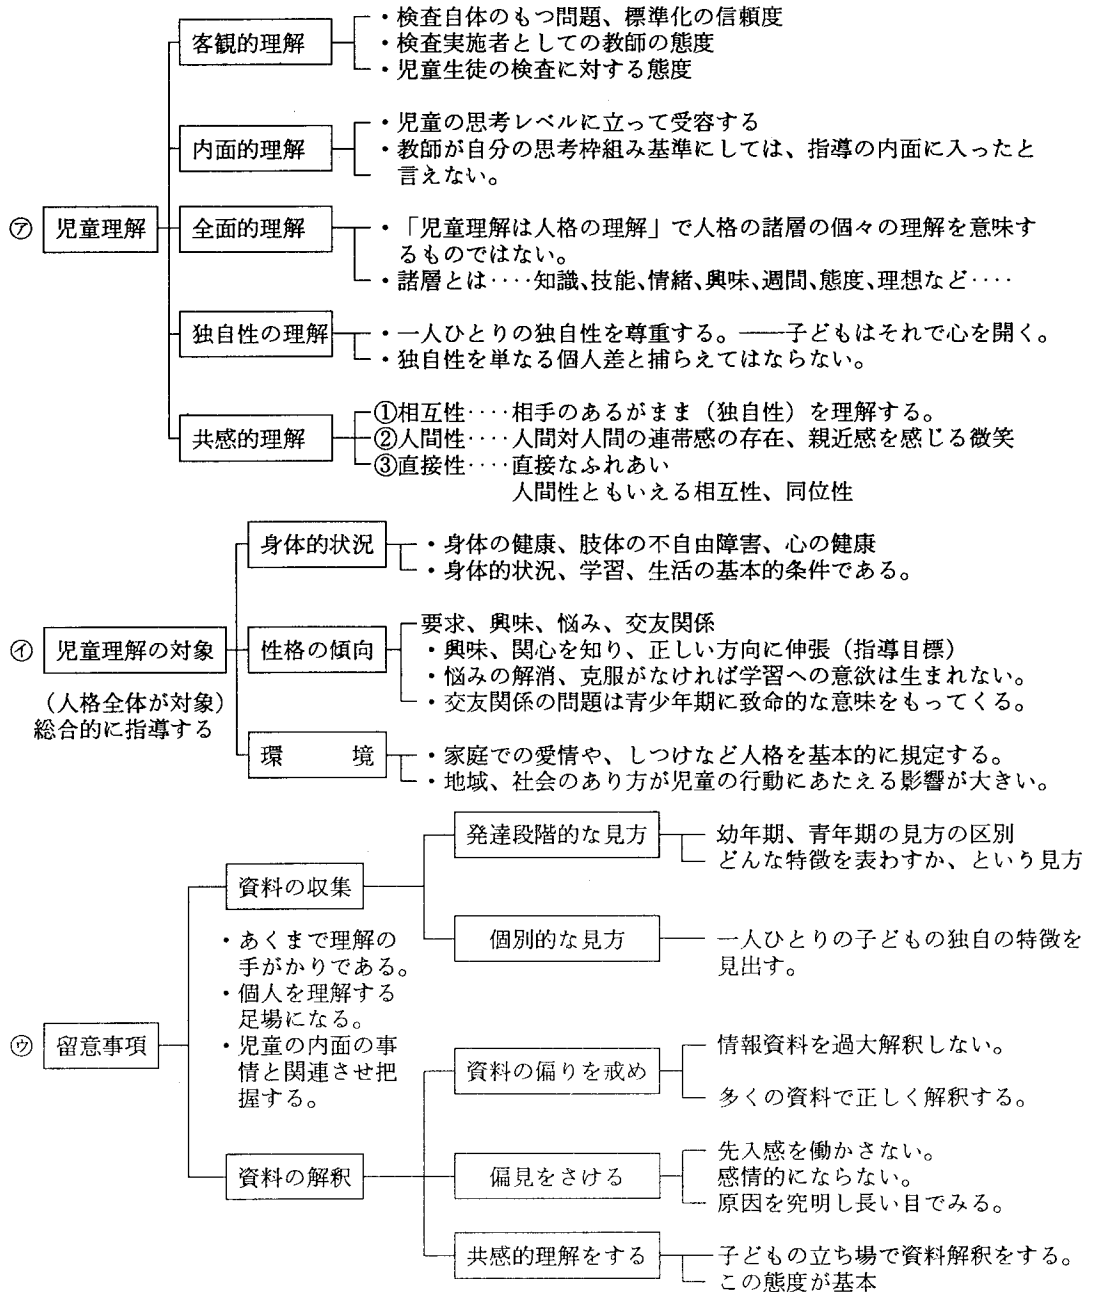 ㋐ 児童理解
客観的理解
・検査自体のもつ問題、標準化の信頼度
・検査実施者としての教師の態度
・児童生徒の検査に対する態度
内面的理解
・児童の思考レベルに立って受容する
・教師が自分の思考枠組み基準にしては、指導の内面に入ったと
言えない。
全面的理解
・「児童理解は人格の理解」で人格の諸層の個々の理解を意味す
るものではない。
・諸層とは‥‥知識、技能、情緒、興味、週間、態度、理想など‥‥
独自性の理解
・一人ひとりの独自性を尊重する。──子どもはそれで心を開く。
・独自性を単なる個人差と捕らえてはならない。
共感的理解
①相互性‥‥相手のあるがまま（独自性）を理解する。
②人間性‥‥人間対人間の連帯感の存在、親近感を感じる微笑
③直接性‥‥直接なふれあい
人間性ともいえる相互性、同位性
㋑ 児童理解の対象
（人格全体が対象）
総合的に指導する
身体的状況
・身体の健康、肢体の不自由障害、心の健康
・身体的状況、学習、生活の基本的条件である。
性格の傾向
要求、興味、悩み、交友関係
・興味、関心を知り、正しい方向に伸張（指導目標）
・悩みの解消、克服がなければ学習への意欲は生まれない。
・交友関係の問題は青少年期に致命的な意味をもってくる。
環　　境
・家庭での愛情や、しつけなど人格を基本的に規定する。
・地域、社会のあり方が児童の行動にあたえる影響が大きい。
㋒ 留意事項
資料の収集
・あくまで理解の
手がかりである。
・個人を理解する
足場になる。
・児童の内面の事
情と関連させ把
握する。
発達段階的な見方
幼年期、青年期の見方の区別
どんな特徴を表わすか、という見方
個別的な見方
一人ひとりの子どもの独自の特徴を
見出す。
資料の解釈
資料の偏りを戒め
情報資料を過大解釈しない。
多くの資料で正しく解釈する。
偏見をさける
先入感を働かさない。
感情的にならない。
原因を究明し長い目でみる。
共感的理解をする
子どもの立ち場で資料解釈をする。
この態度が基本